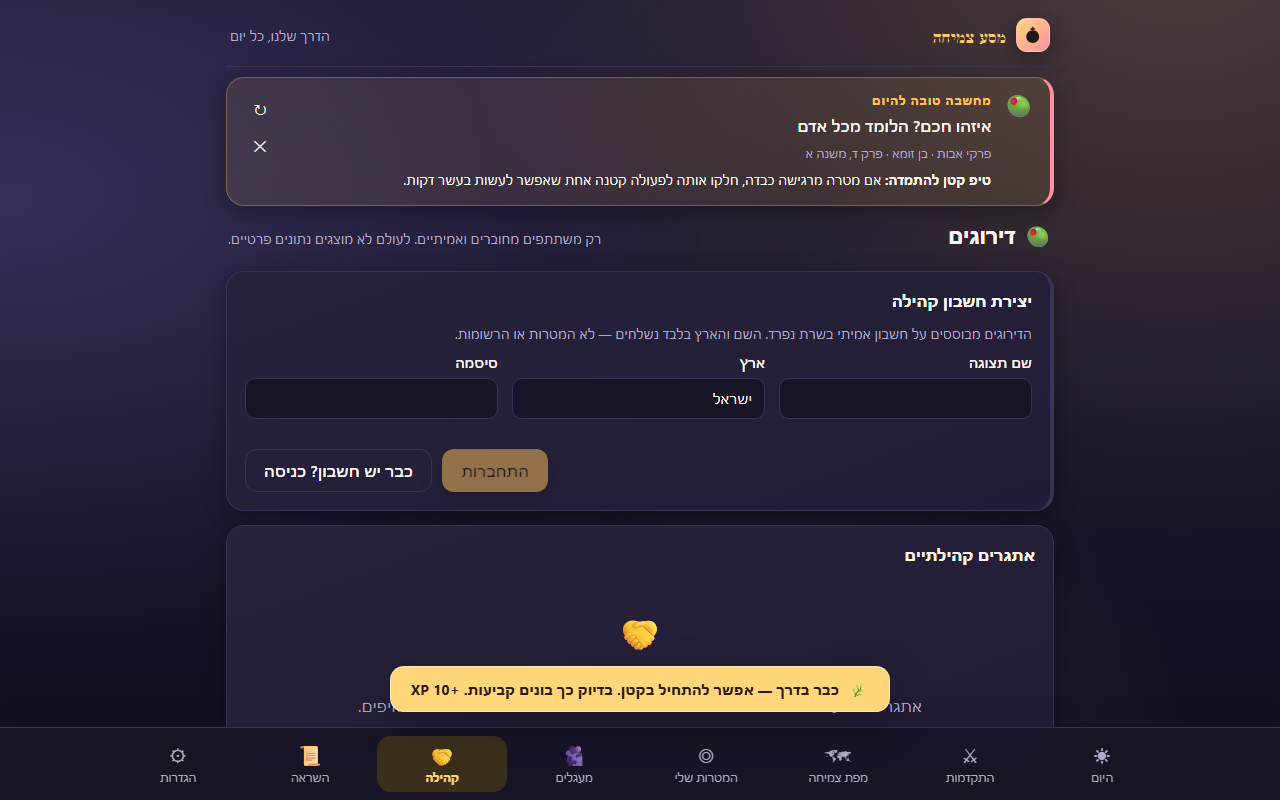 מסע צמיחה
הדרך שלנו, כל יום
מחשבה טובה להיום
איזהו חכם? הלומד מכל אדם
פרקי אבות · בן זומא · פרק ד, משנה א
טיפ קטן להתמדה: אם מטרה מרגישה כבדה, חלקו אותה לפעולה קטנה אחת שאפשר לעשות בעשר דקות.
דירוגים
רק משתתפים מחוברים ואמיתיים. לעולם לא מוצגים נתונים פרטיים.
יצירת חשבון קהילה
הדירוגים מבוססים על חשבון אמיתי בשרת נפרד. השם והארץ בלבד נשלחים — לא המטרות או הרשומות.
שם תצוגה
ארץ
סיסמה
ישראל
התחברות
כבר יש חשבון? כניסה
אתגרים קהילתיים
כבר בדרך — אפשר להתחיל בקטן. בדיוק כך בונים קביעות. +10 XP
היום
התקדמות
מפת צמיחה
המטרות שלי
מעגלים
קהילה
השראה
הגדרות